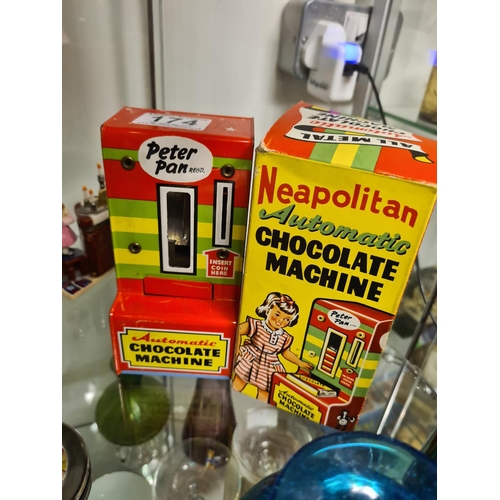 174
Peter
Pan REGD.
INSERT
COIN
HERE
Automatic
CHOCOLATE
MACHINE
ALL METAL
Neapolitan
Automatic
CHOCOLATE
MACHINE
Peter
Pan
Automatic
CHOCOLATE
MACHINE